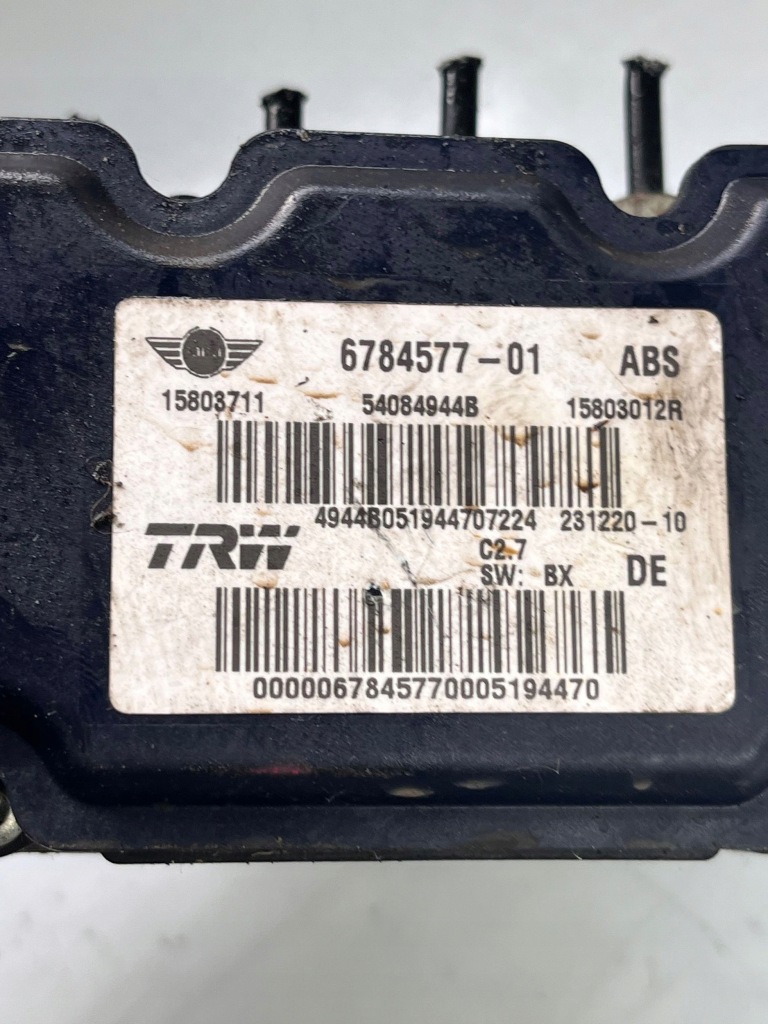 6784577-01 ABS
15803711 54084944B 15803012R
4944B051944707224 231220-10
TRW C2.7
SW: BX DE
0000067845770005194470